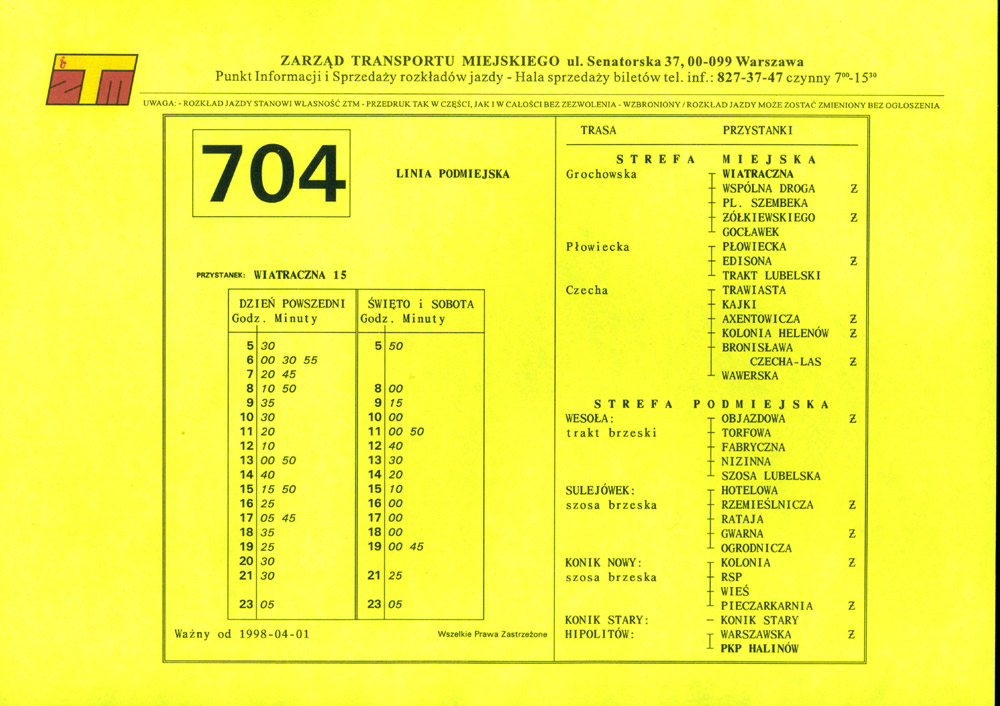 ZTM
ZARZĄD TRANSPORTU MIEJSKIEGO ul. Senatorska 37, 00-099 Warszawa
Punkt Informacji i Sprzedaży rozkładów jazdy - Hala sprzedaży biletów tel. inf.: 827-37-47 czynny 7⁰⁰-15³⁰
UWAGA: - ROZKŁAD JAZDY STANOWI WŁASNOŚĆ ZTM - PRZEDRUK TAK W CZĘŚCI, JAK I W CAŁOŚCI BEZ ZEZWOLENIA - WZBRONIONY / ROZKŁAD JAZDY MOŻE ZOSTAĆ ZMIENIONY BEZ OGŁOSZENIA
704
LINIA PODMIEJSKA
PRZYSTANEK: WIATRACZNA 15
DZIEŃ POWSZEDNI ŚWIĘTO i SOBOTA
Godz. Minuty Godz. Minuty
5 30 5 50
6 00 30 55
7 20 45
8 10 50 8 00
9 35 9 15
10 30 10 00
11 20 11 00 50
12 10 12 40
13 00 50 13 30
14 40 14 20
15 15 50 15 10
16 25 16 00
17 05 45 17 00
18 35 18 00
19 25 19 00 45
20 30
21 30 21 25
23 05 23 05
Ważny od 1998-04-01 Wszelkie Prawa Zastrzeżone
TRASA PRZYSTANKI
STREFA MIEJSKA
Grochowska WIATRACZNA
WSPÓLNA DROGA Ż
PL. SZEMBEKA
ŻÓŁKIEWSKIEGO Ż
GOCŁAWEK
Płowiecka PŁOWIECKA
EDISONA Ż
TRAKT LUBELSKI
Czecha TRAWIASTA
KAJKI
AXENTOWICZA Ż
KOLONIA HELENÓW Ż
BRONISŁAWA
CZECHA-LAS Ż
WAWERSKA
STREFA PODMIEJSKA
WESOŁA: OBJAZDOWA Ż
trakt brzeski TORFOWA
FABRYCZNA
NIZINNA
SZOSA LUBELSKA
SULEJÓWEK: HOTELOWA
szosa brzeska RZEMIEŚLNICZA Ż
RATAJA
GWARNA Ż
OGRODNICZA
KONIK NOWY: KOLONIA Ż
szosa brzeska RSP
WIEŚ
PIECZARKARNIA Ż
KONIK STARY: - KONIK STARY
HIPOLITÓW: WARSZAWSKA Ż
PKP HALINÓW